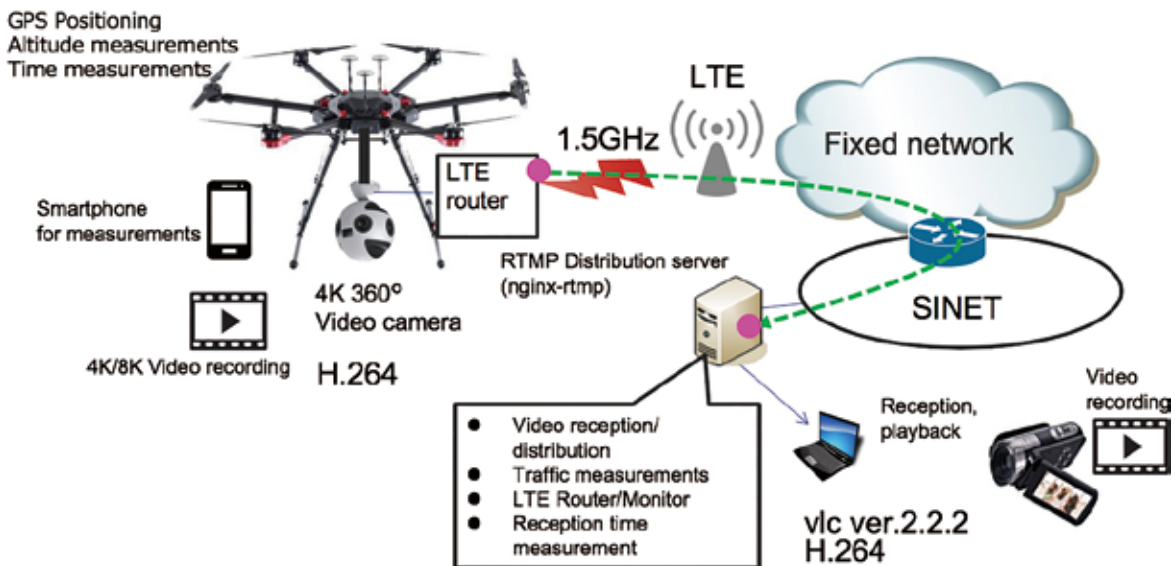 GPS Positioning
Altitude measurements
Time measurements
LTE
1.5GHz
Fixed network
LTE
router
Smartphone
for measurements
RTMP Distribution server
(nginx-rtmp)
SINET
4K 360º
Video camera
4K/8K Video recording
H.264
Video
recording
Reception,
playback
● Video reception/
distribution
● Traffic measurements
● LTE Router/Monitor
● Reception time
measurement
vlc ver.2.2.2
H.264